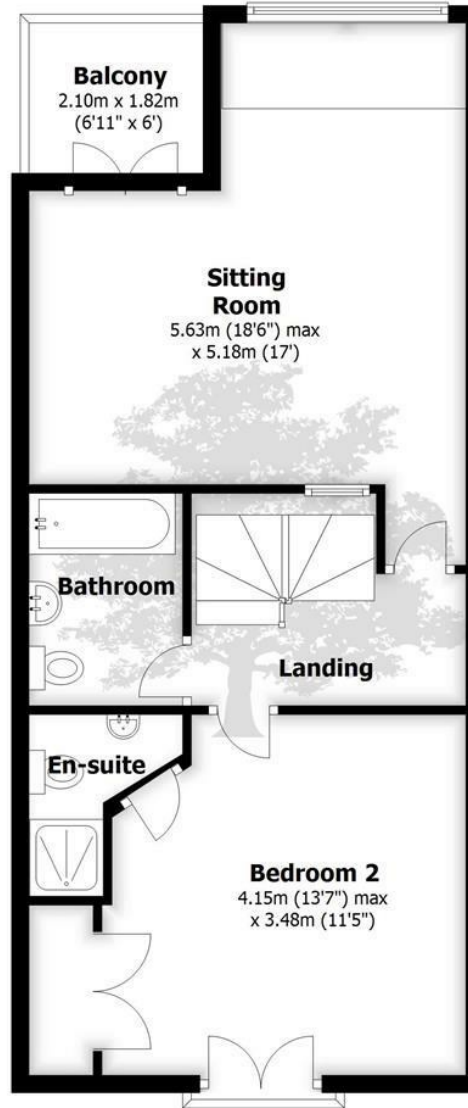 Balcony
2.10m x 1.82m
(6'11" x 6')
Sitting
Room
5.63m (18'6") max
x 5.18m (17')
Bathroom
Landing
En-suite
Bedroom 2
4.15m (13'7") max
x 3.48m (11'5")